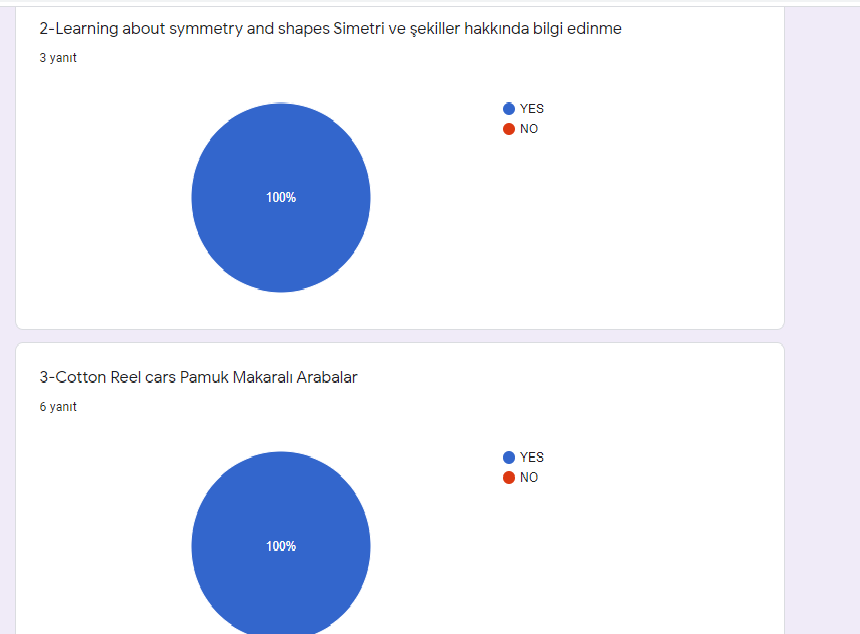 2-Learning about symmetry and shapes Simetri ve şekiller hakkında bilgi edinme
3 yanıt
YES
NO
100%
3-Cotton Reel cars Pamuk Makaralı Arabalar
6 yanıt
YES
NO
100%